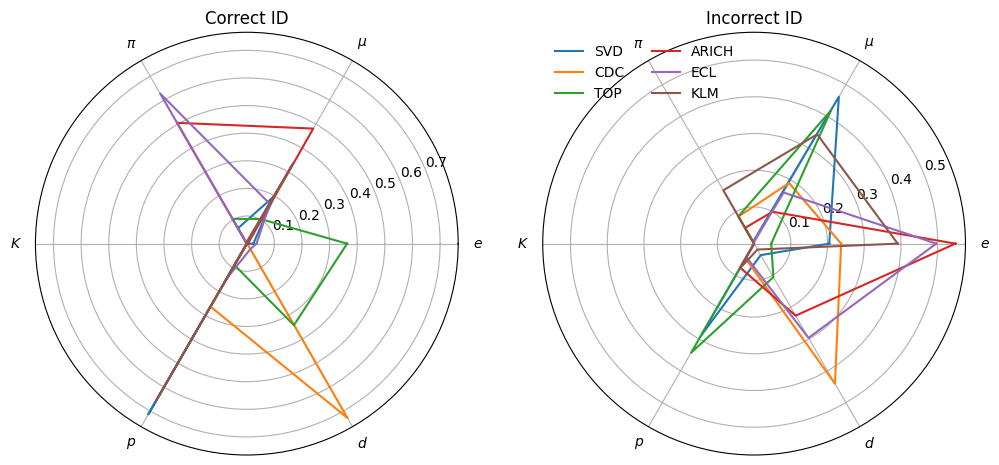 Correct ID
π
μ
K
e
0.1
0.2
0.3
0.4
0.5
0.6
0.7
p
d
Incorrect ID
π
μ
SVD
CDC
TOP
ARICH
ECL
KLM
K
e
0.1
0.2
0.3
0.4
0.5
p
d